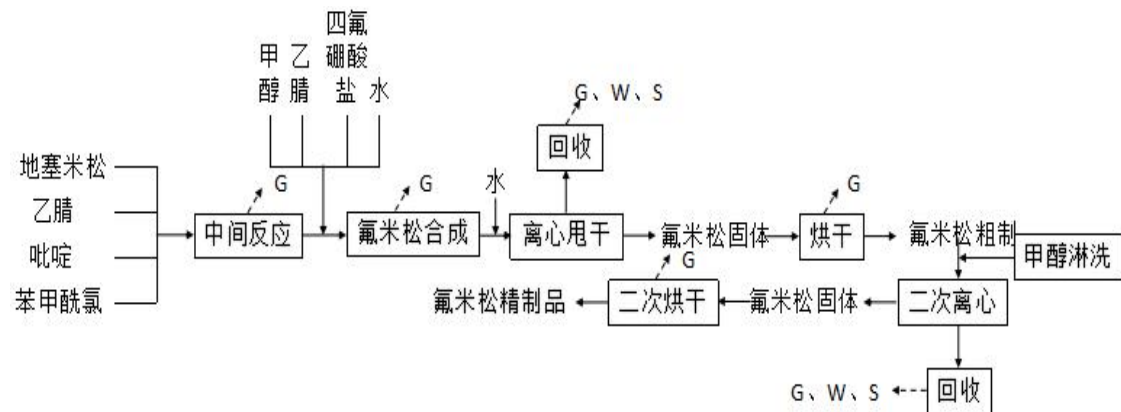 甲醇
乙腈
四氟硼酸盐
水
G、W、S
回收
地塞米松
乙腈
吡啶
苯甲酰氯
G
中间反应
G
氟米松合成
水
离心甩干
氟米松固体
G
烘干
氟米松粗制
甲醇淋洗
G
氟米松精制品
二次烘干
氟米松固体
二次离心
G、W、S
回收